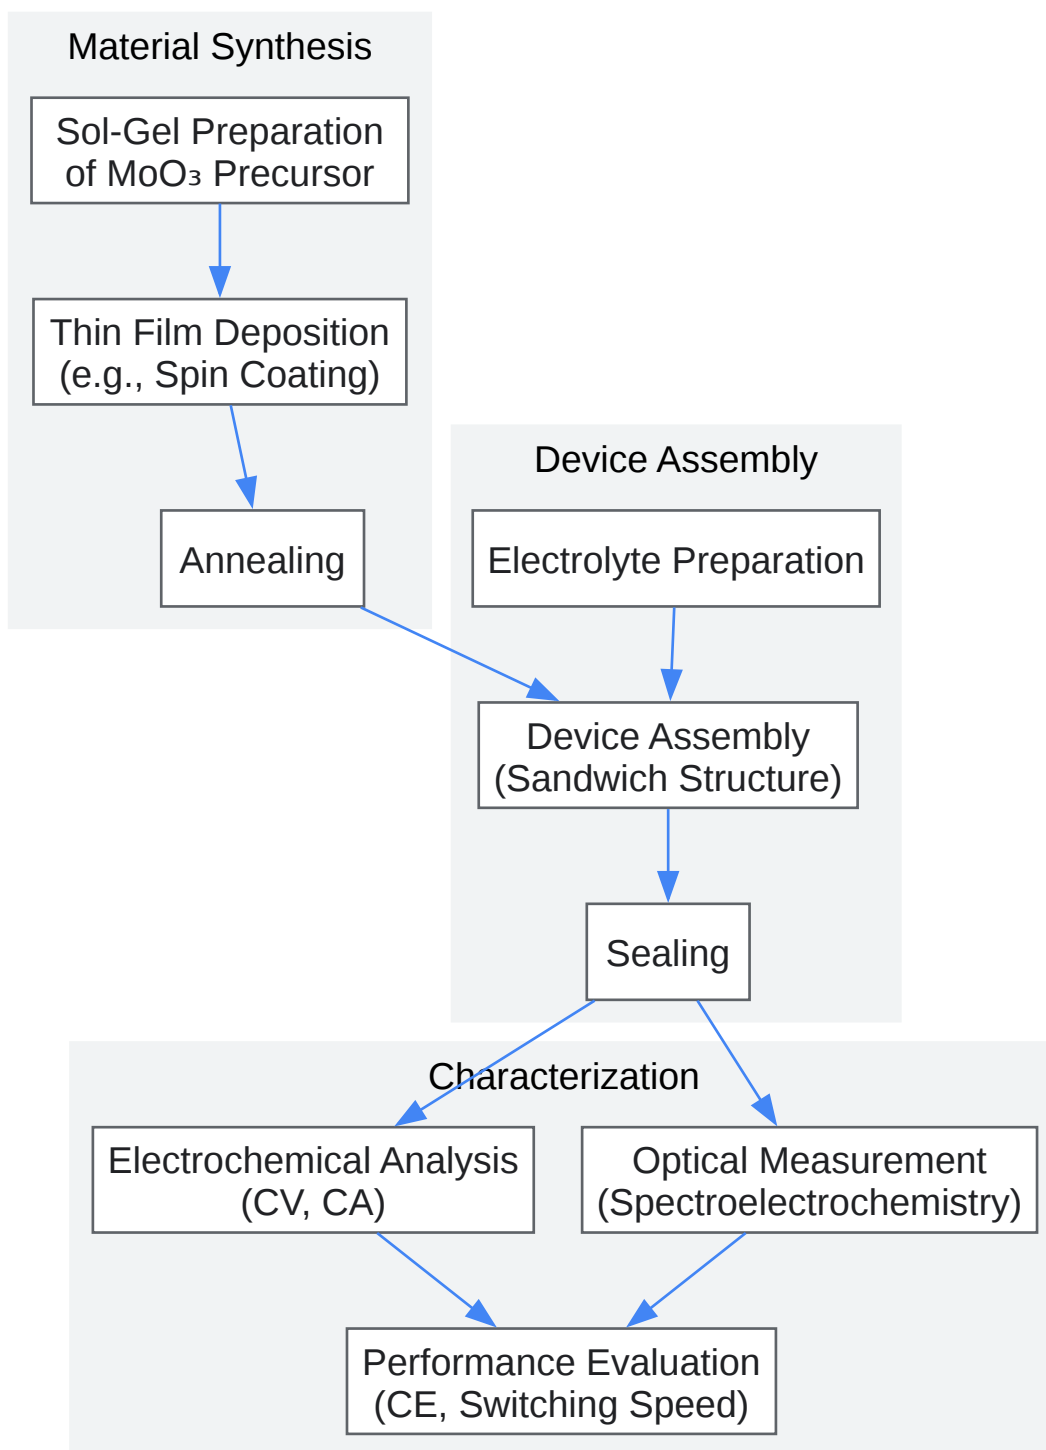 Material Synthesis
Sol-Gel Preparation
of MoO₃ Precursor
Thin Film Deposition
(e.g., Spin Coating)
Annealing
Device Assembly
Electrolyte Preparation
Device Assembly
(Sandwich Structure)
Sealing
Characterization
Electrochemical Analysis
(CV, CA)
Optical Measurement
(Spectroelectrochemistry)
Performance Evaluation
(CE, Switching Speed)